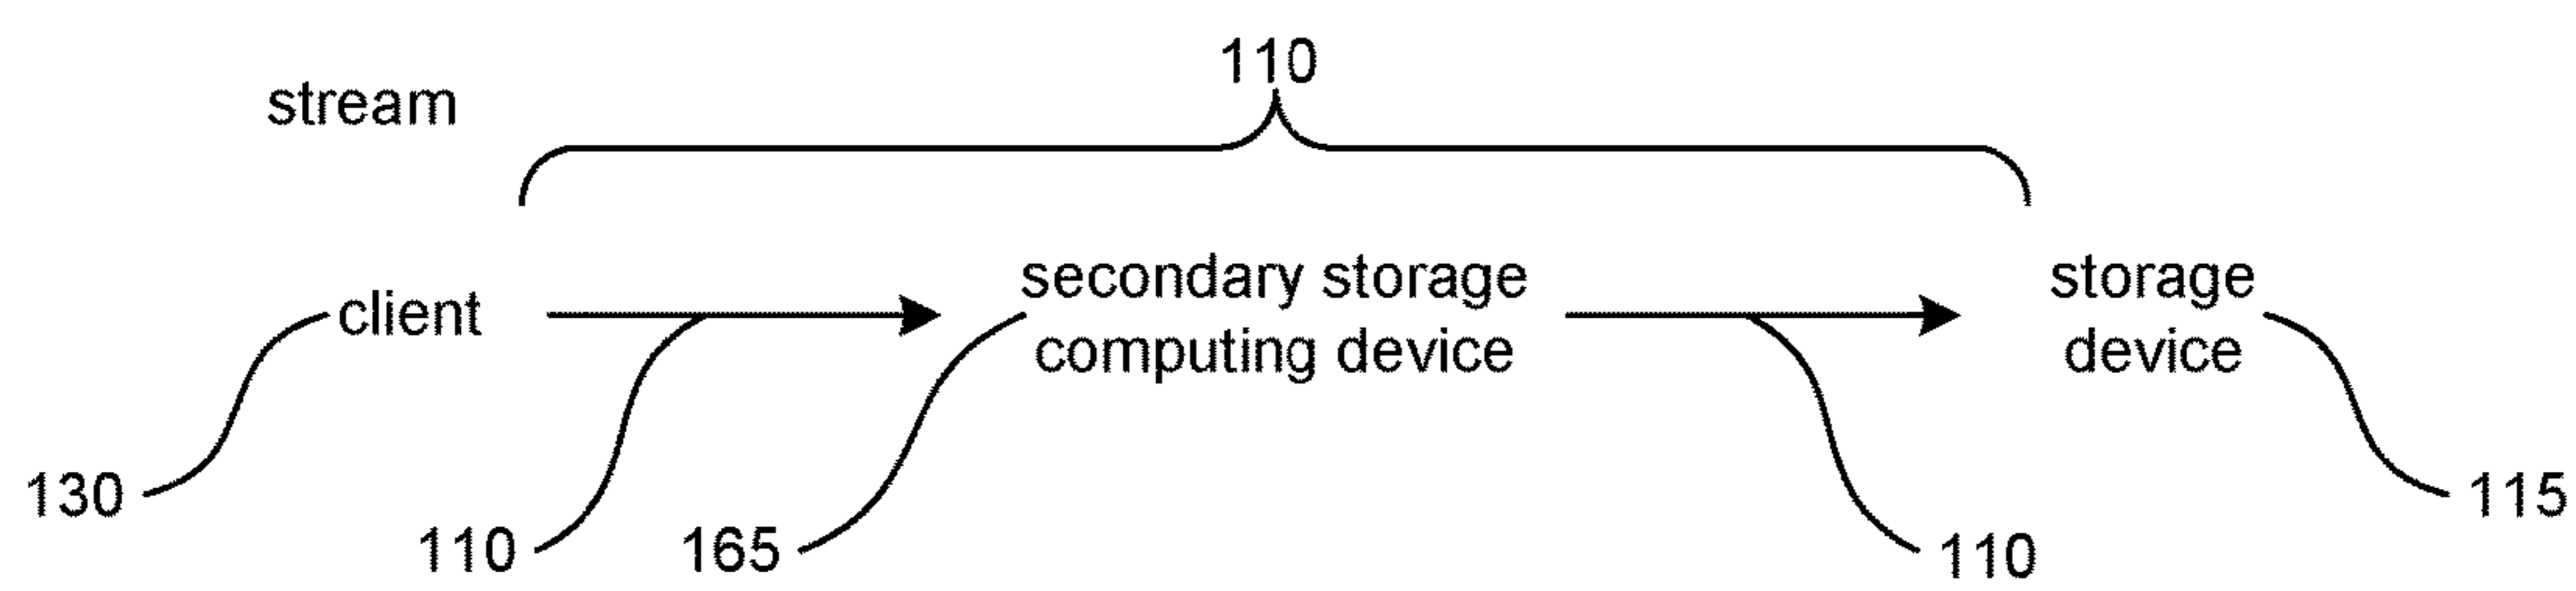 110
stream
client
secondary storage
computing device
storage
device
130
110
165
110
115